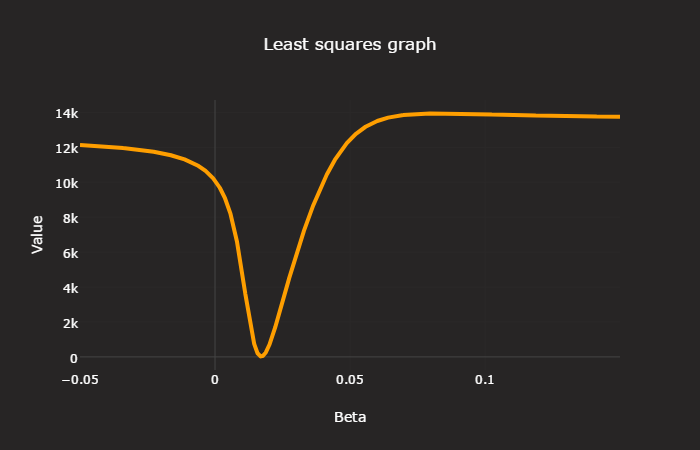 Least squares graph
Value
14k
12k
10k
8k
6k
4k
2k
0
−0.05
0
0.05
0.1
Beta